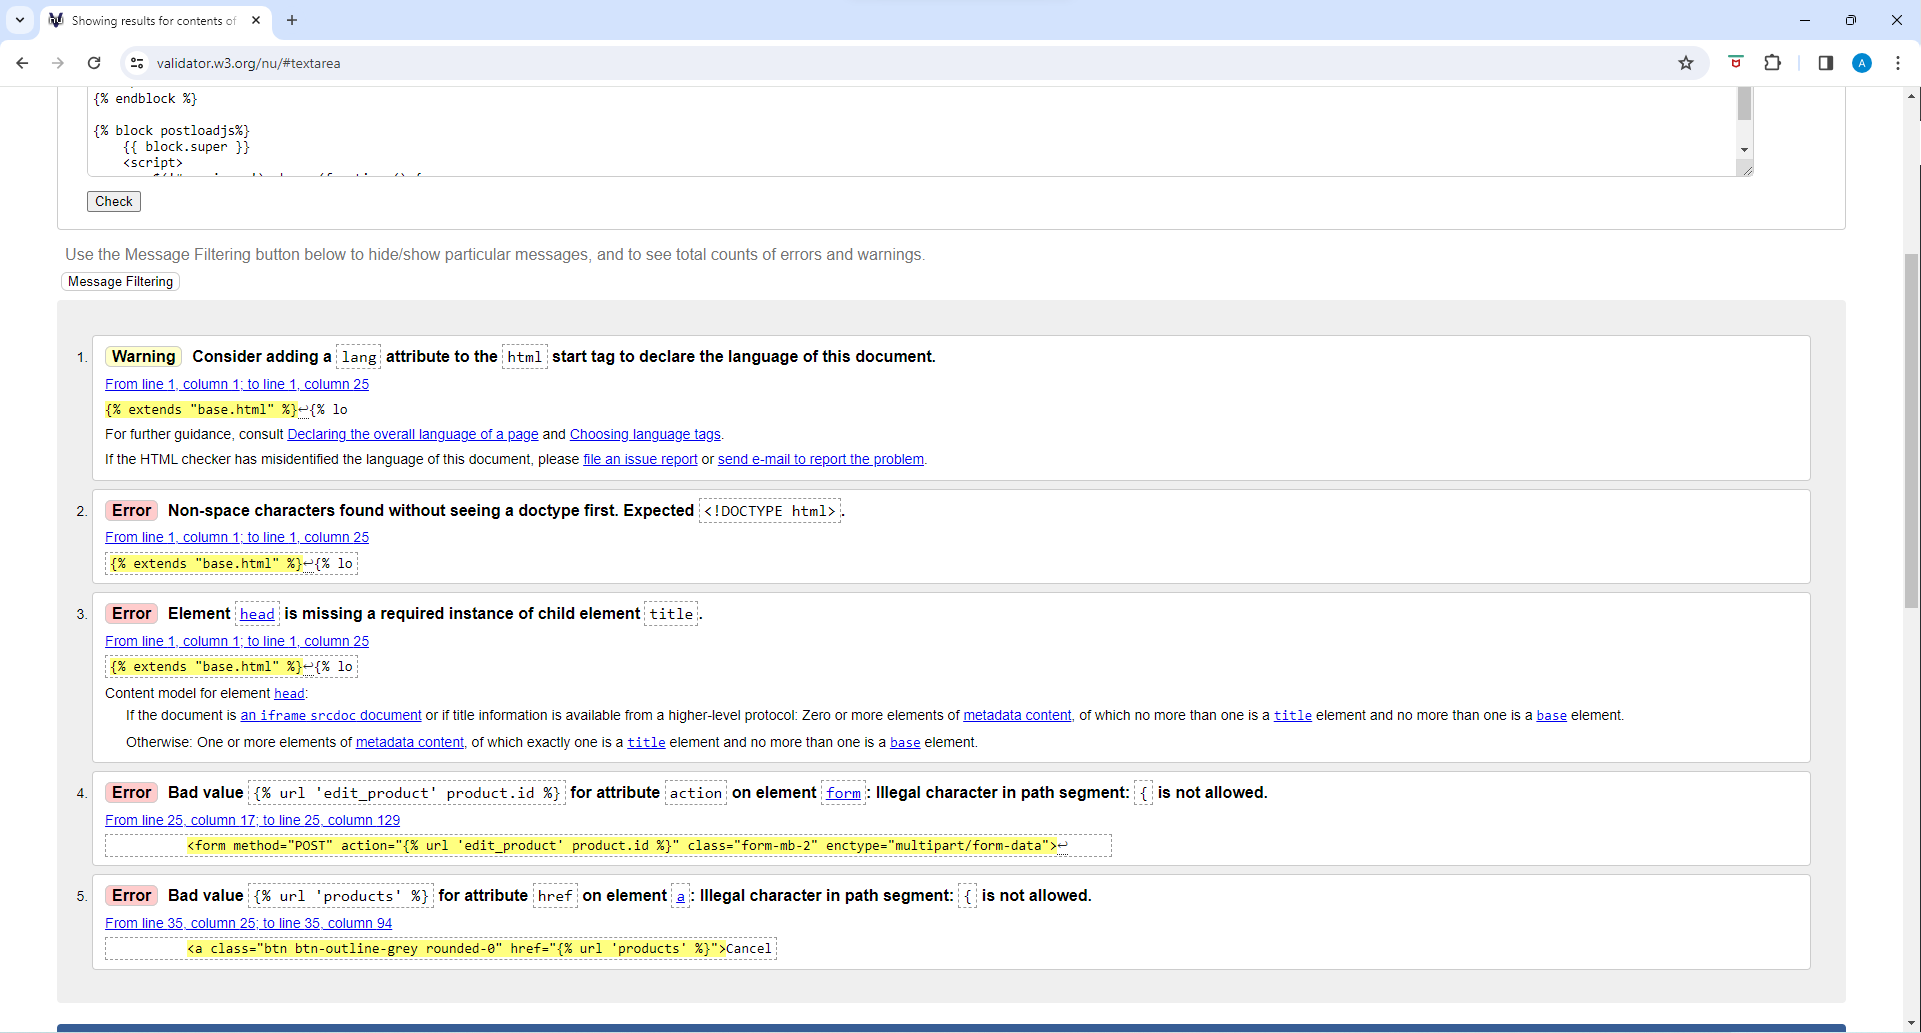 Showing results for contents of
validator.w3.org/nu/#textarea
A
{% endblock %}
{% block postloadjs%}
{{ block.super }}
<script>
Check
Use the Message Filtering button below to hide/show particular messages, and to see total counts of errors and warnings.
Message Filtering
1. Warning Consider adding a lang attribute to the html start tag to declare the language of this document.
From line 1, column 1; to line 1, column 25
{% extends "base.html" %}↩{% lo
For further guidance, consult Declaring the overall language of a page and Choosing language tags.
If the HTML checker has misidentified the language of this document, please file an issue report or send e-mail to report the problem.
2. Error Non-space characters found without seeing a doctype first. Expected <!DOCTYPE html>.
From line 1, column 1; to line 1, column 25
{% extends "base.html" %}↩{% lo
3. Error Element head is missing a required instance of child element title.
From line 1, column 1; to line 1, column 25
{% extends "base.html" %}↩{% lo
Content model for element head:
If the document is an iframe srcdoc document or if title information is available from a higher-level protocol: Zero or more elements of metadata content, of which no more than one is a title element and no more than one is a base element.
Otherwise: One or more elements of metadata content, of which exactly one is a title element and no more than one is a base element.
4. Error Bad value {% url 'edit_product' product.id %} for attribute action on element form: Illegal character in path segment: { is not allowed.
From line 25, column 17; to line 25, column 129
<form method="POST" action="{% url 'edit_product' product.id %}" class="form-mb-2" enctype="multipart/form-data">↩
5. Error Bad value {% url 'products' %} for attribute href on element a: Illegal character in path segment: { is not allowed.
From line 35, column 25; to line 35, column 94
<a class="btn btn-outline-grey rounded-0" href="{% url 'products' %}">Cancel